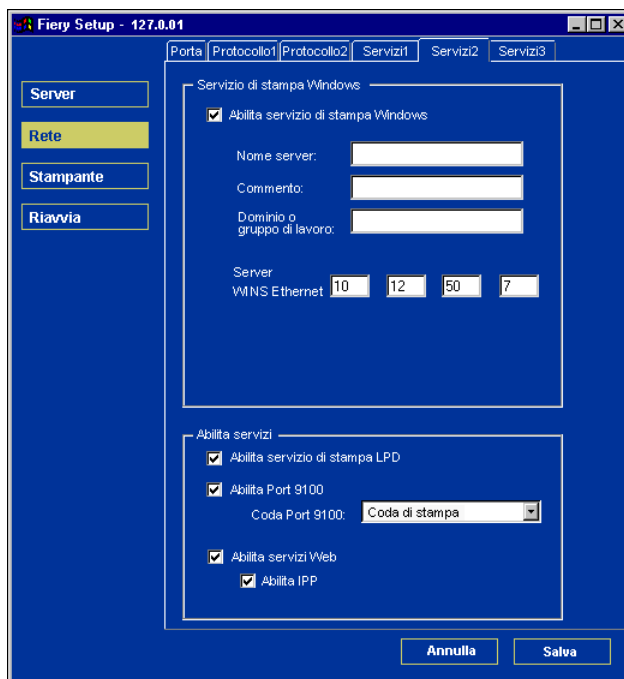 Fiery Setup - 127.0.01
Porta Protocollo1 Protocollo2 Servizi1 Servizi2 Servizi3
Server
Rete
Stampante
Riavvia
Servizio di stampa Windows
Abilita servizio di stampa Windows
Nome server:
Commento:
Dominio o
gruppo di lavoro:
Server
WINS Ethernet 10 12 50 7
Abilita servizi
Abilita servizio di stampa LPD
Abilita Port 9100
Coda Port 9100: Coda di stampa
Abilita servizi Web
Abilita IPP
Annulla Salva